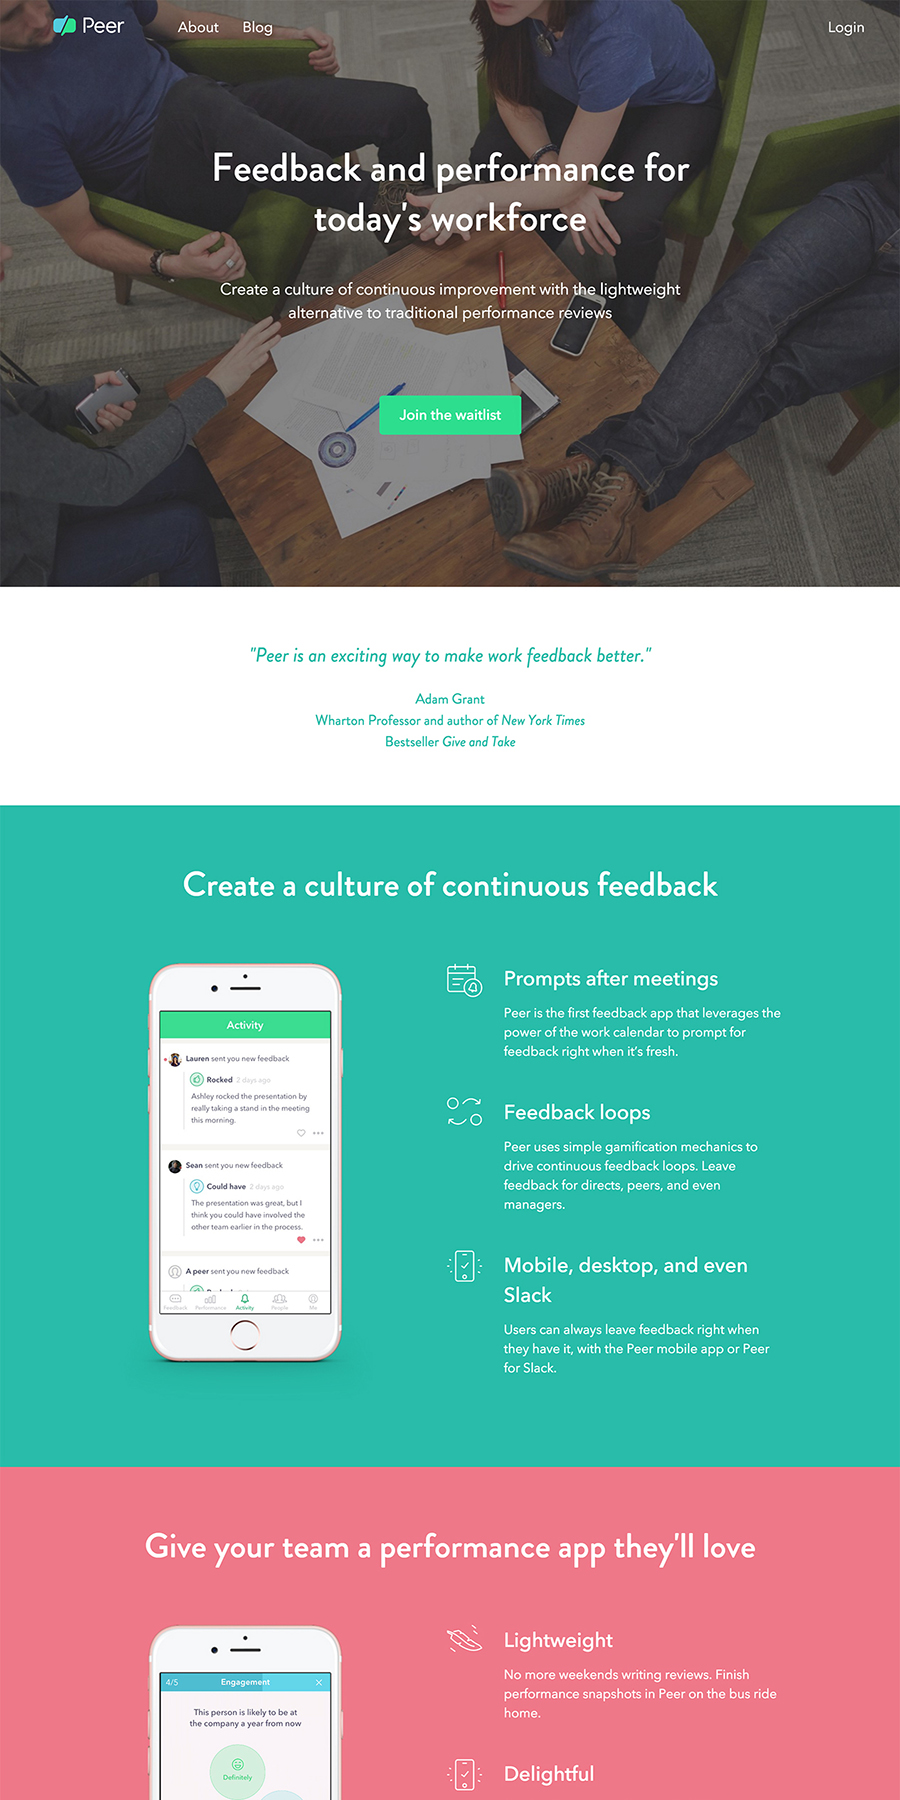 Peer
About
Blog
Login
Feedback and performance for
today's workforce
Create a culture of continuous improvement with the lightweight
alternative to traditional performance reviews
Join the waitlist
"Peer is an exciting way to make work feedback better."
Adam Grant
Wharton Professor and author of New York Times
Bestseller Give and Take
Create a culture of continuous feedback
Activity
Lauren sent you new feedback
Rocked 2 days ago
Ashley rocked the presentation by
really taking a stand in the meeting
this morning.
Sean sent you new feedback
Could have 2 days ago
The presentation was great, but I
think you could have involved the
other team earlier in the process.
A peer sent you new feedback
Feedback
Performance
Activity
People
Me
Prompts after meetings
Peer is the first feedback app that leverages the
power of the work calendar to prompt for
feedback right when it's fresh.
Feedback loops
Peer uses simple gamification mechanics to
drive continuous feedback loops. Leave
feedback for directs, peers, and even
managers.
Mobile, desktop, and even
Slack
Users can always leave feedback right when
they have it, with the Peer mobile app or Peer
for Slack.
Give your team a performance app they'll love
4/5
Engagement
This person is likely to be at
the company a year from now
Definitely
Lightweight
No more weekends writing reviews. Finish
performance snapshots in Peer on the bus ride
home.
Delightful